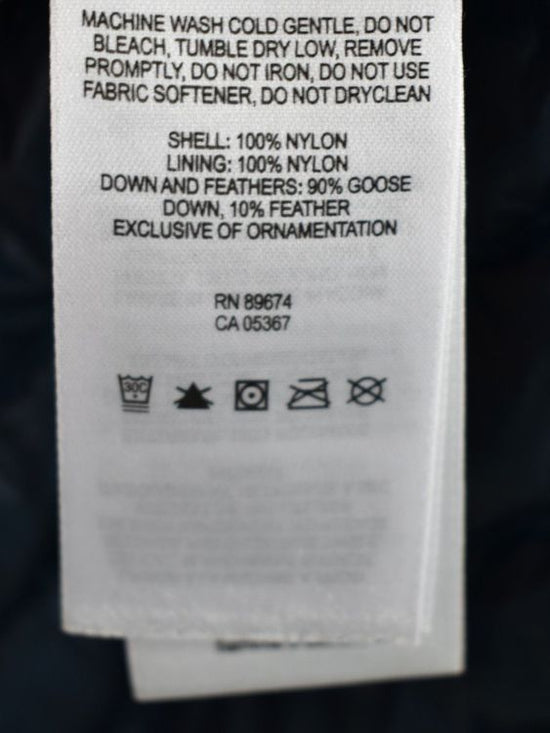 MACHINE WASH COLD GENTLE, DO NOT
BLEACH, TUMBLE DRY LOW, REMOVE
PROMPTLY, DO NOT IRON, DO NOT USE
FABRIC SOFTENER, DO NOT DRYCLEAN
SHELL: 100% NYLON
LINING: 100% NYLON
DOWN AND FEATHERS: 90% GOOSE
DOWN, 10% FEATHER
EXCLUSIVE OF ORNAMENTATION
RN 89674
CA 05367
30C